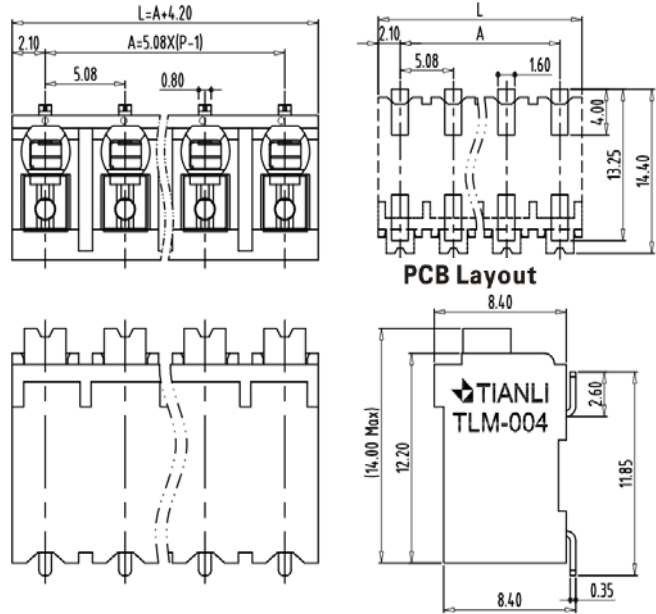 L=A+4.20
2.10
A=5.08X(P-1)
5.08
0.80
L
2.10
A
5.08
1.60
4.00
13.25
14.40
PCB Layout
8.40
(14.00 Max)
12.20
TIANLI
TLM-004
2.60
11.85
0.35
8.40